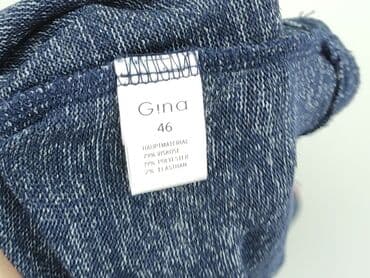 Gina
46
HAUPTMATERIAL
79% VISKOSE
19% POLYESTER
2% ELASTHAN